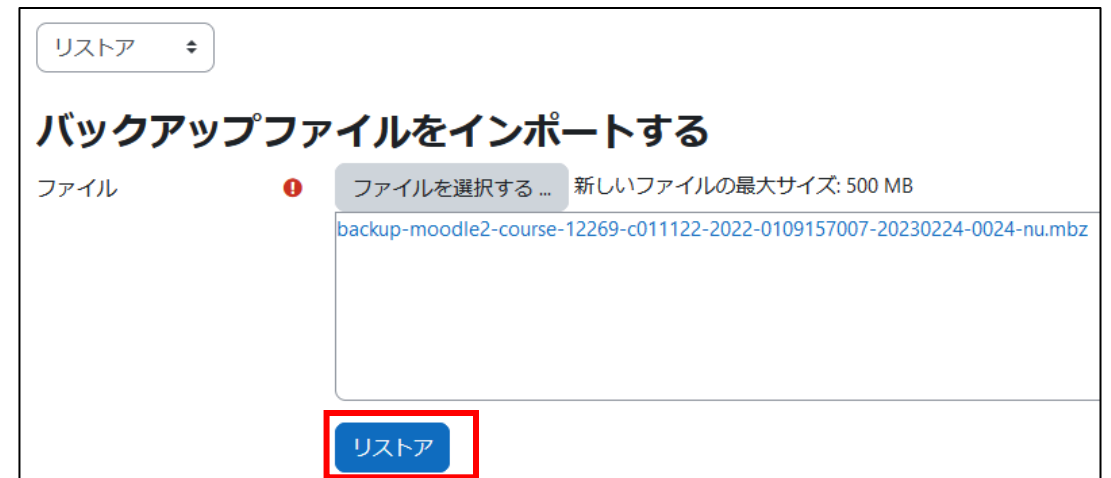 リストア
バックアップファイルをインポートする
ファイル
ファイルを選択する ... 新しいファイルの最大サイズ: 500 MB
backup-moodle2-course-12269-c011122-2022-0109157007-20230224-0024-nu.mbz
リストア